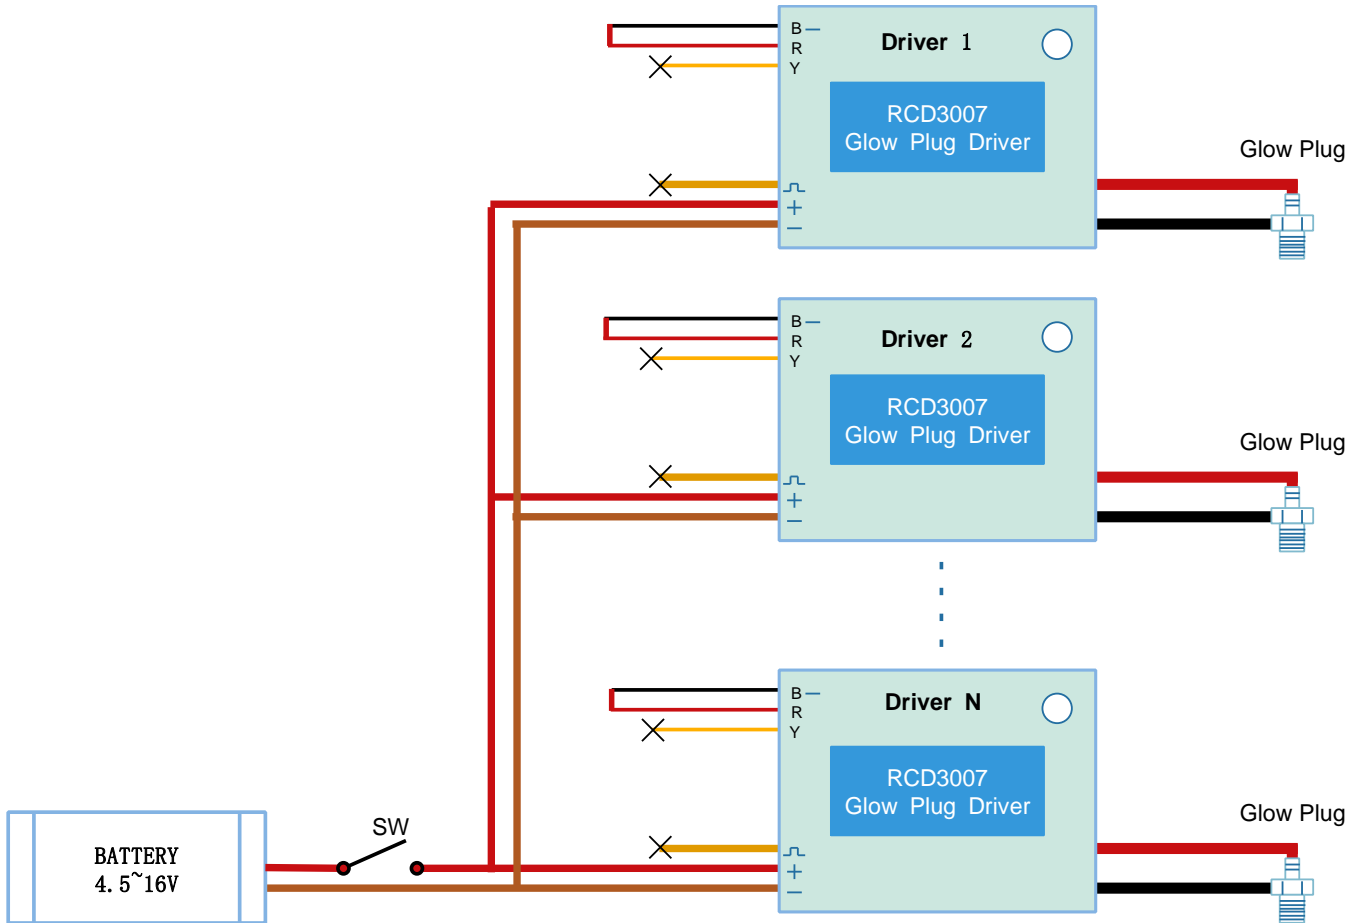 B
R
Y
Driver 1
RCD3007
Glow Plug Driver
+
−
Glow Plug
B
R
Y
Driver 2
RCD3007
Glow Plug Driver
+
−
Glow Plug
B
R
Y
Driver N
RCD3007
Glow Plug Driver
+
−
Glow Plug
SW
BATTERY
4.5~16V